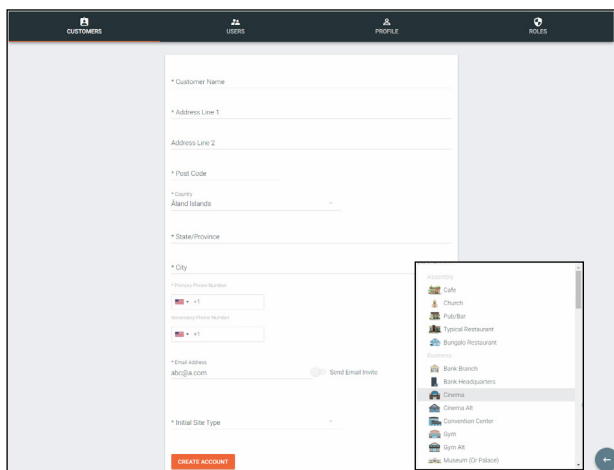 CUSTOMERS
USERS
PROFILE
ROLES
* Customer Name
* Address Line 1
Address Line 2
* Post Code
* Country
Åland Islands
* State/Province
* City
* Primary Phone Number
+1
Secondary Phone Number
+1
* Email Address
abc@a.com
Send Email Invite
* Initial Site Type
CREATE ACCOUNT
Assembly
Cafe
Church
Pub/Bar
Typical Restaurant
Bungalo Restaurant
Business
Bank Branch
Bank Headquarters
Cinema
Cinema Alt
Convention Center
Gym
Gym Alt
Museum (Or Palace)